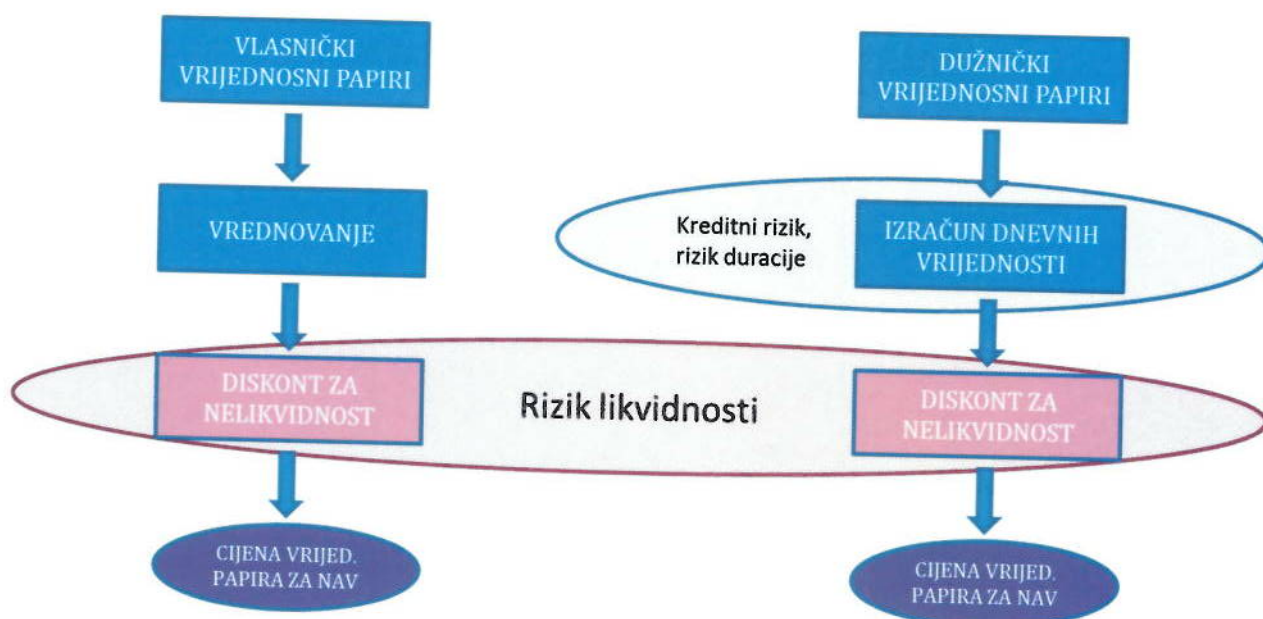 VLASNIČKI
VRIJEDNOSNI PAPIRI
DUŽNIČKI
VRIJEDNOSNI PAPIRI
VREDNOVANJE
Kreditni rizik,
rizik duracije
IZRAČUN DNEVNIH
VRIJEDNOSTI
DISKONT ZA
NELIKVIDNOST
Rizik likvidnosti
DISKONT ZA
NELIKVIDNOST
CIJENA VRIJED.
PAPIRA ZA NAV
CIJENA VRIJED.
PAPIRA ZA NAV